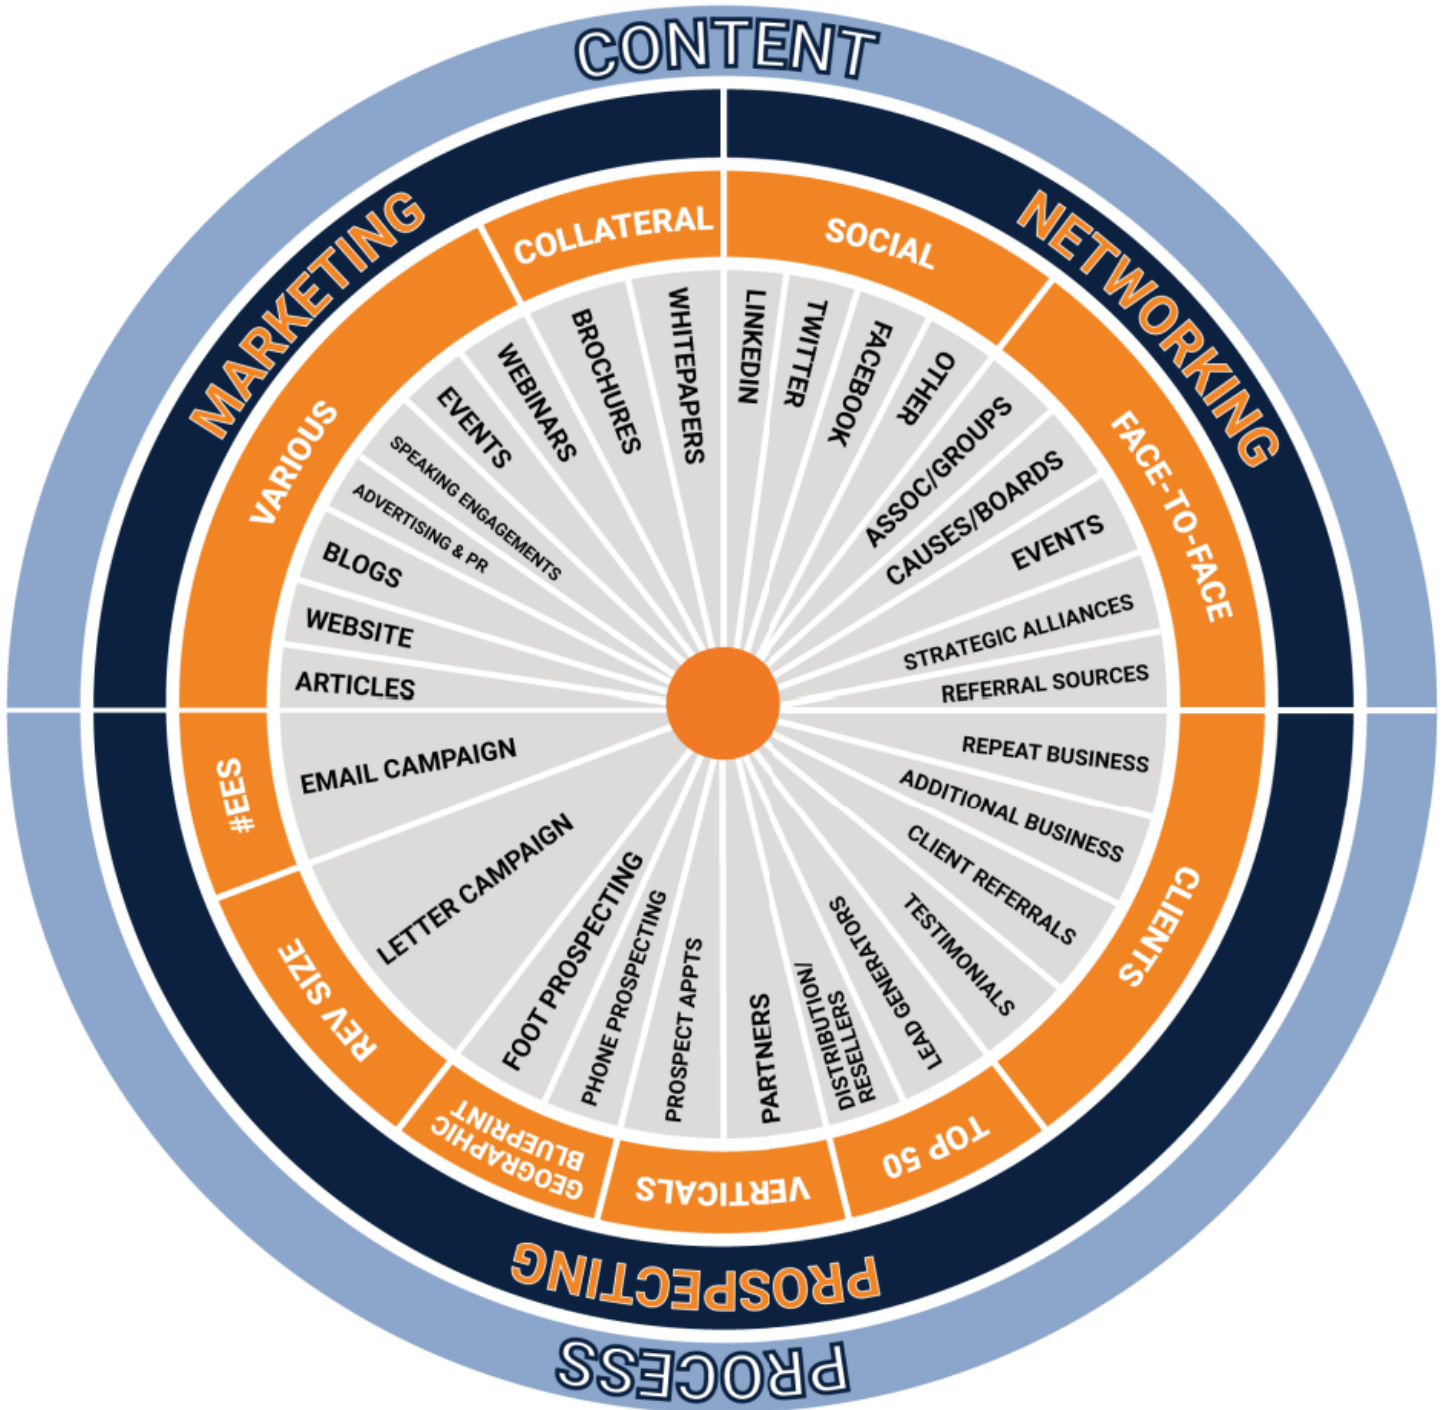 CONTENT
MARKETING
NETWORKING
COLLATERAL
SOCIAL
VARIOUS
FACE-TO-FACE
WHITEPAPERS
BROCHURES
WEBINARS
EVENTS
SPEAKING ENGAGEMENTS
ADVERTISING & PR
BLOGS
WEBSITE
ARTICLES
LINKEDIN
TWITTER
FACEBOOK
OTHER
ASSOC/GROUPS
CAUSES/BOARDS
EVENTS
STRATEGIC ALLIANCES
REFERRAL SOURCES
REPEAT BUSINESS
ADDITIONAL BUSINESS
CLIENT REFERRALS
TESTIMONIALS
LEAD GENERATORS
DISTRIBUTION/
RESELLERS
PARTNERS
PROSPECT APPTS
PHONE PROSPECTING
FOOT PROSPECTING
LETTER CAMPAIGN
EMAIL CAMPAIGN
CLIENTS
TOP 50
VERTICALS
GEOGRAPHIC
BLUEPRINT
REV SIZE
#EES
PROSPECTING
PROCESS